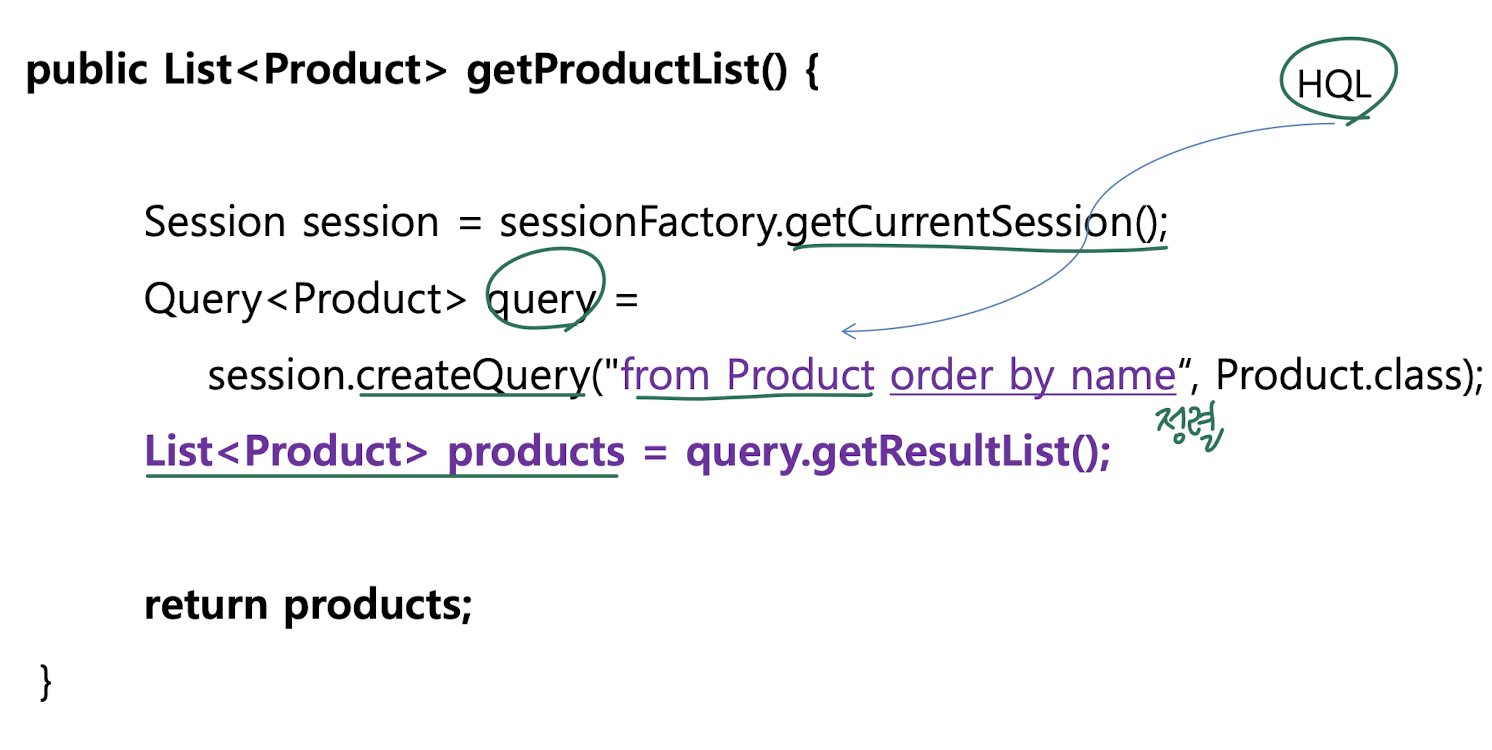 public List<Product> getProductList() {
HQL
Session session = sessionFactory.getCurrentSession();
Query<Product> query =
session.createQuery("from Product order by name“, Product.class);
정렬
List<Product> products = query.getResultList();
return products;
}